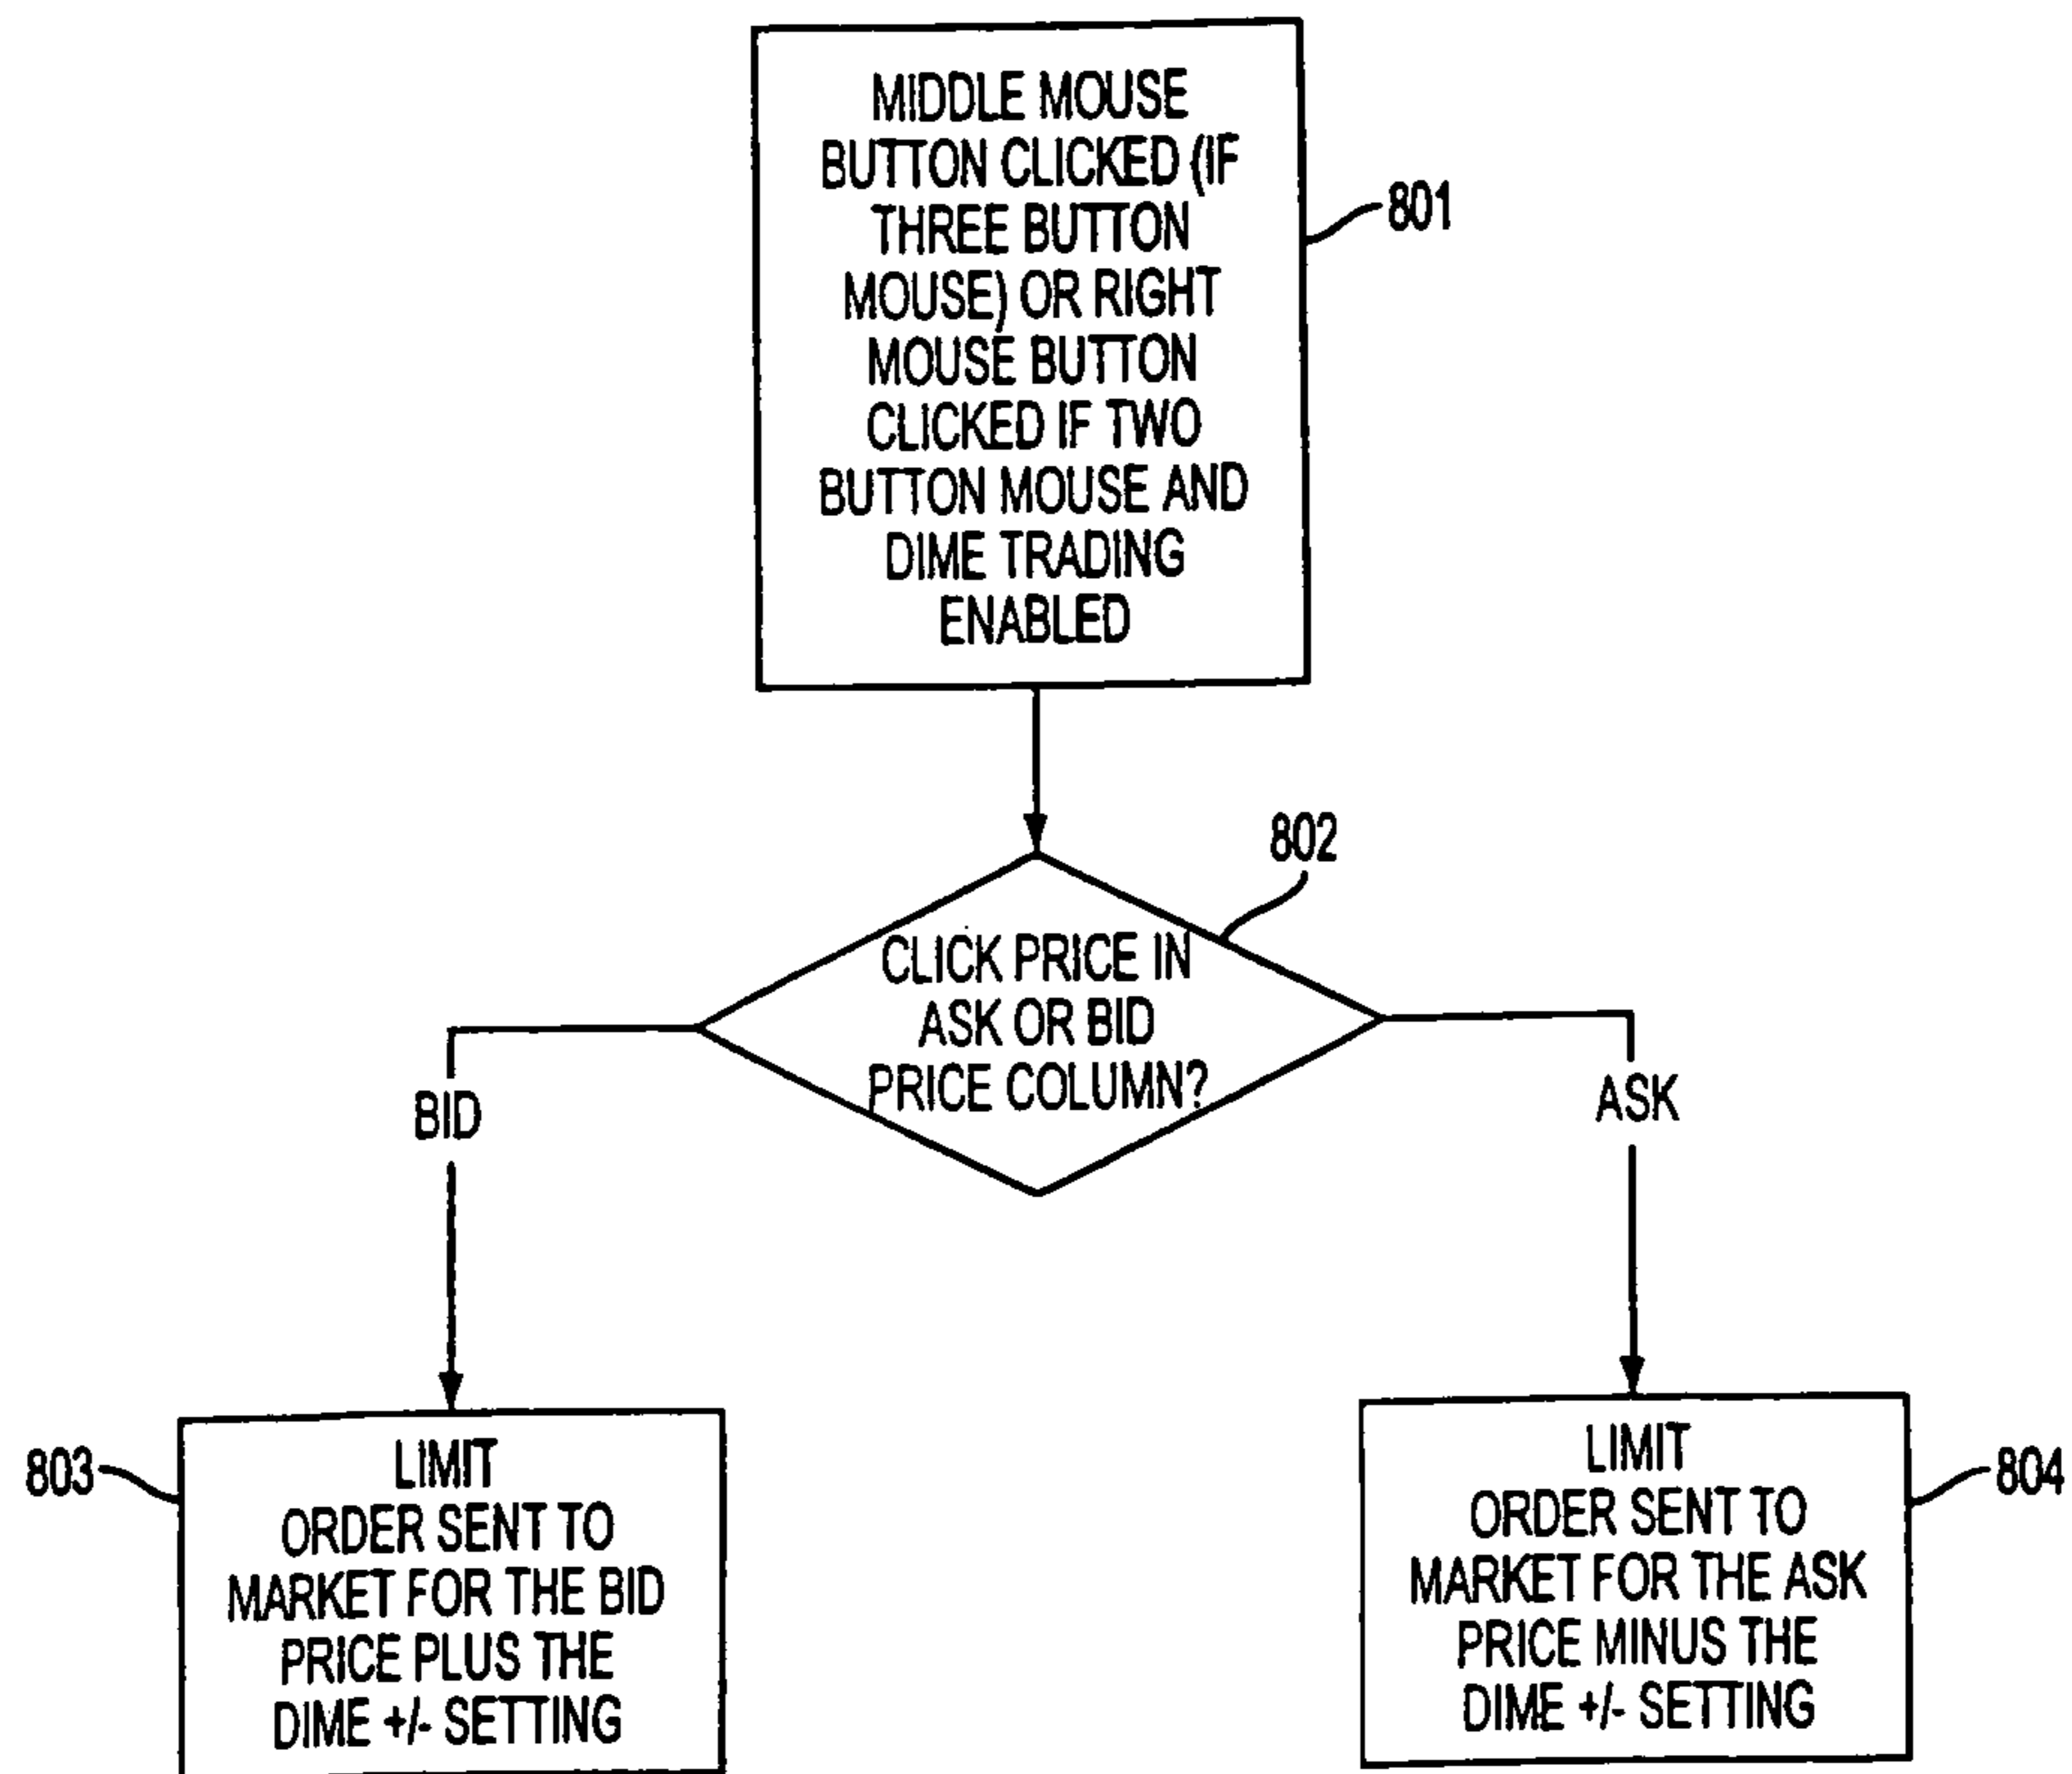 MIDDLE MOUSE
BUTTON CLICKED (IF
THREE BUTTON
MOUSE) OR RIGHT
MOUSE BUTTON
CLICKED IF TWO
BUTTON MOUSE AND
DIME TRADING
ENABLED
801
802
CLICK PRICE IN
ASK OR BID
PRICE COLUMN?
BID
ASK
803
LIMIT
ORDER SENT TO
MARKET FOR THE BID
PRICE PLUS THE
DIME +/- SETTING
LIMIT
ORDER SENT TO
MARKET FOR THE ASK
PRICE MINUS THE
DIME +/- SETTING
804